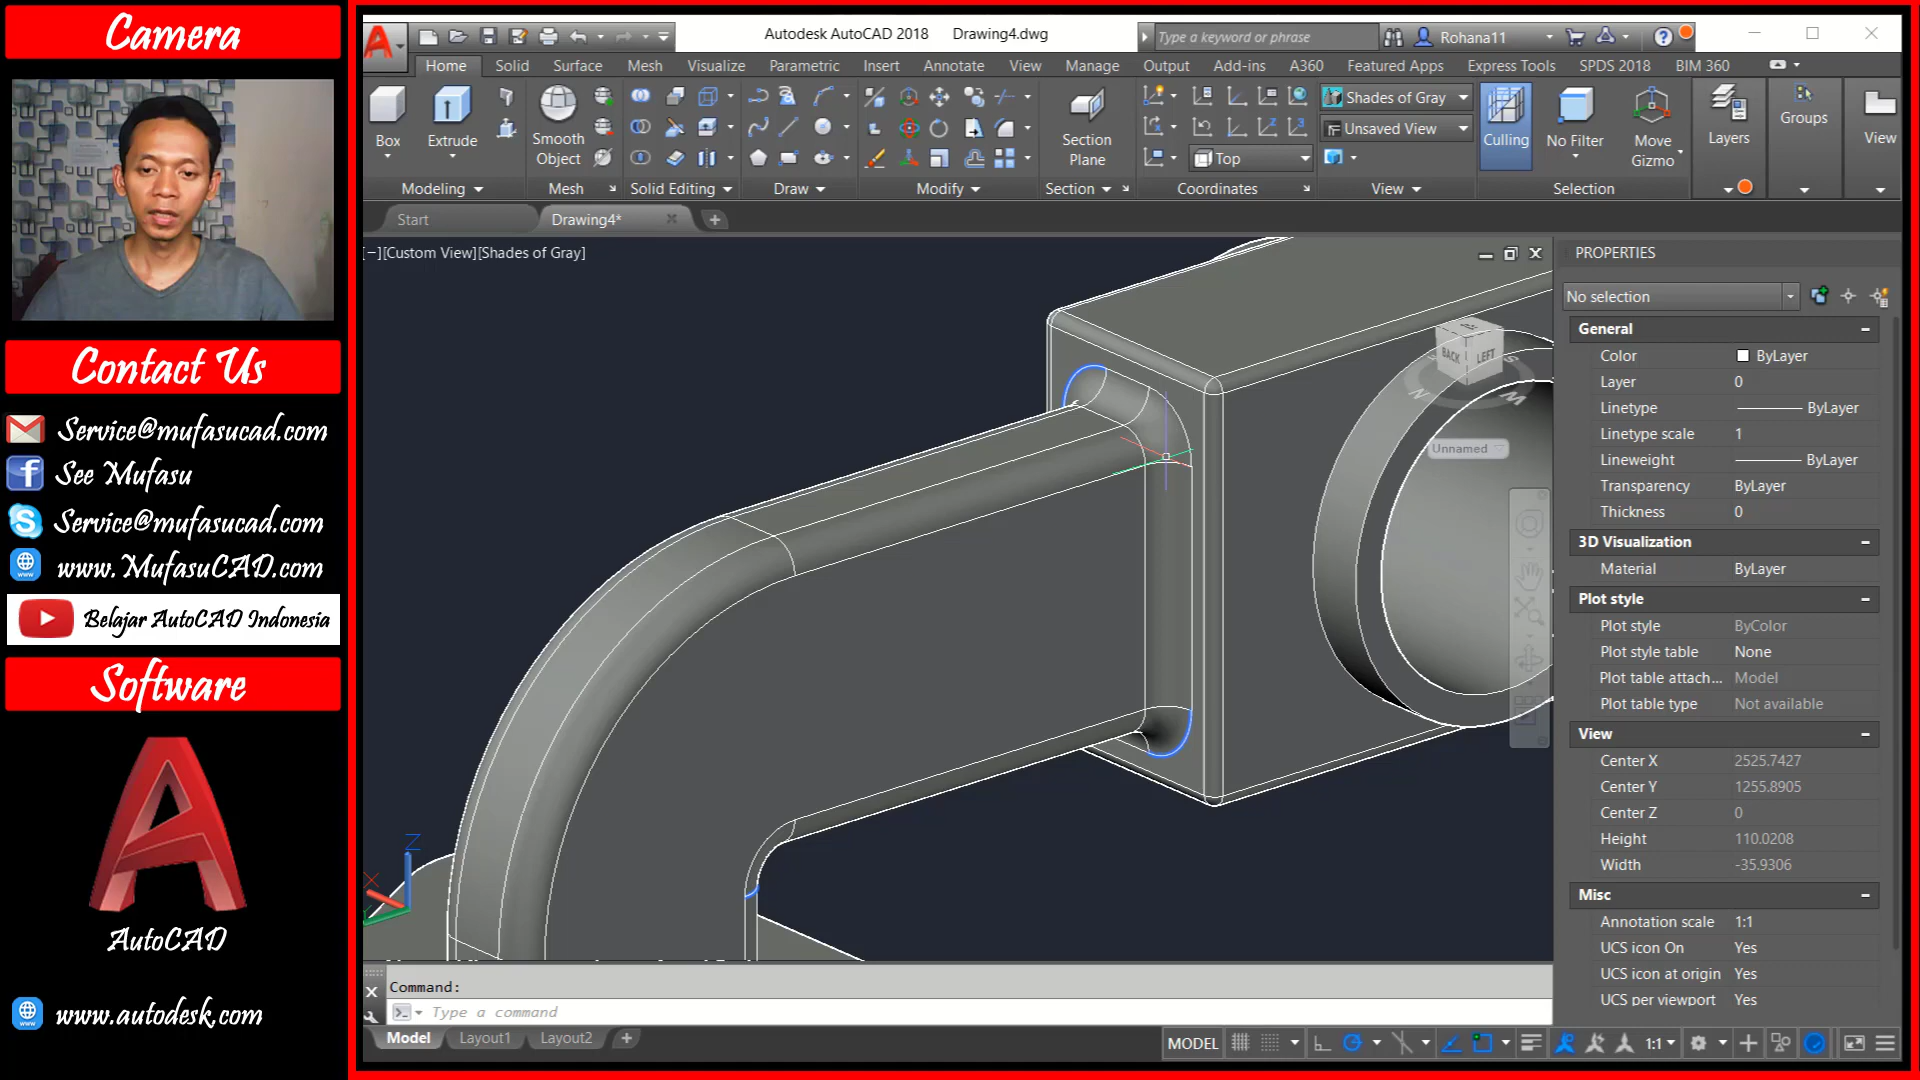 Camera
Contact Us
Service@mufasucad.com
See Mufasu
Service@mufasucad.com
www.MufasuCAD.com
Belajar AutoCAD Indonesia
Software
AutoCAD
www.autodesk.com
Autodesk AutoCAD 2018 Drawing4.dwg
Type a keyword or phrase
Rohana11
Home Solid Surface Mesh Visualize Parametric Insert Annotate View Manage Output Add-ins A360 Featured Apps Express Tools SPDS 2018 BIM 360
Box
Extrude
Smooth Object
Section Plane
Shades of Gray
Unsaved View
Top
Culling
No Filter
Move Gizmo
Layers
Groups
View
Modeling Mesh Solid Editing Draw Modify Section Coordinates View Selection
Start Drawing4*
[−][Custom View][Shades of Gray]
BACK LEFT
N
Unnamed
Z
X
PROPERTIES
No selection
General
Color ByLayer
Layer 0
Linetype ByLayer
Linetype scale 1
Lineweight ByLayer
Transparency ByLayer
Thickness 0
3D Visualization
Material ByLayer
Plot style
Plot style ByColor
Plot style table None
Plot table attach... Model
Plot table type Not available
View
Center X 2525.7427
Center Y 1255.8905
Center Z 0
Height 110.0208
Width -35.9306
Misc
Annotation scale 1:1
UCS icon On Yes
UCS icon at origin Yes
UCS per viewport Yes
Command:
Type a command
Model Layout1 Layout2
MODEL 1:1